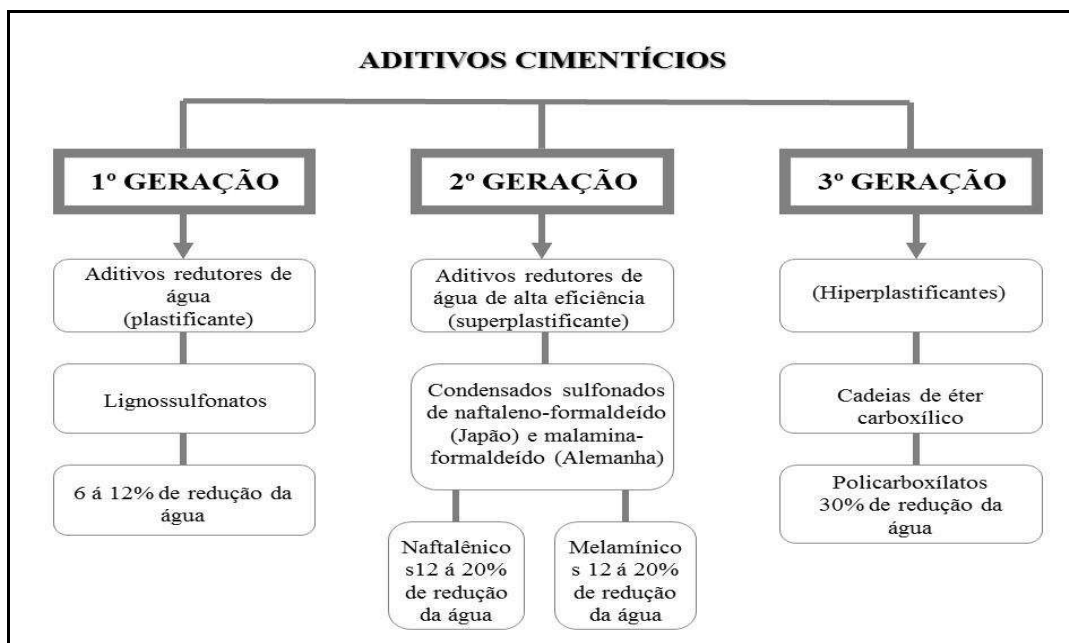 ADITIVOS CIMENTÍCIOS
1º GERAÇÃO
Aditivos redutores de
água
(plastificante)
Lignossulfonatos
6 á 12% de redução da
água
2º GERAÇÃO
Aditivos redutores de
água de alta eficiência
(superplastificante)
Condensados sulfonados
de naftaleno-formaldeído
(Japão) e malamina-
formaldeído (Alemanha)
Naftalênico
s12 á 20%
de redução
da água
Melamínico
s 12 á 20%
de redução
da água
3º GERAÇÃO
(Hiperplastificantes)
Cadeias de éter
carboxílico
Policarboxílatos
30% de redução da
água